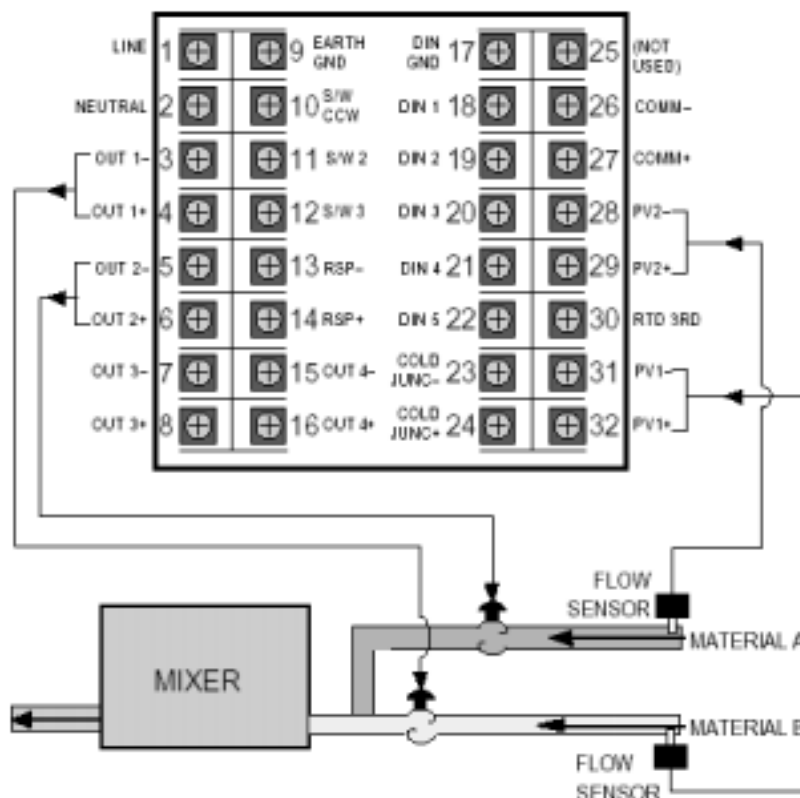 LINE 1
9 EARTH GND
DIN GND 17
25 (NOT USED)
NEUTRAL 2
10 S/W CCW
DIN 1 18
26 COMM-
OUT 1- 3
11 S/W 2
DIN 2 19
27 COMM+
OUT 1+ 4
12 S/W 3
DIN 3 20
28 PV2-
OUT 2- 5
13 RSP-
DIN 4 21
29 PV2+
OUT 2+ 6
14 RSP+
DIN 5 22
30 RTD 3RD
OUT 3- 7
15 OUT 4-
COLD JUNC- 23
31 PV1-
OUT 3+ 8
16 OUT 4+
COLD JUNC+ 24
32 PV1+
FLOW
SENSOR
MATERIAL A
MIXER
MATERIAL B
FLOW
SENSOR